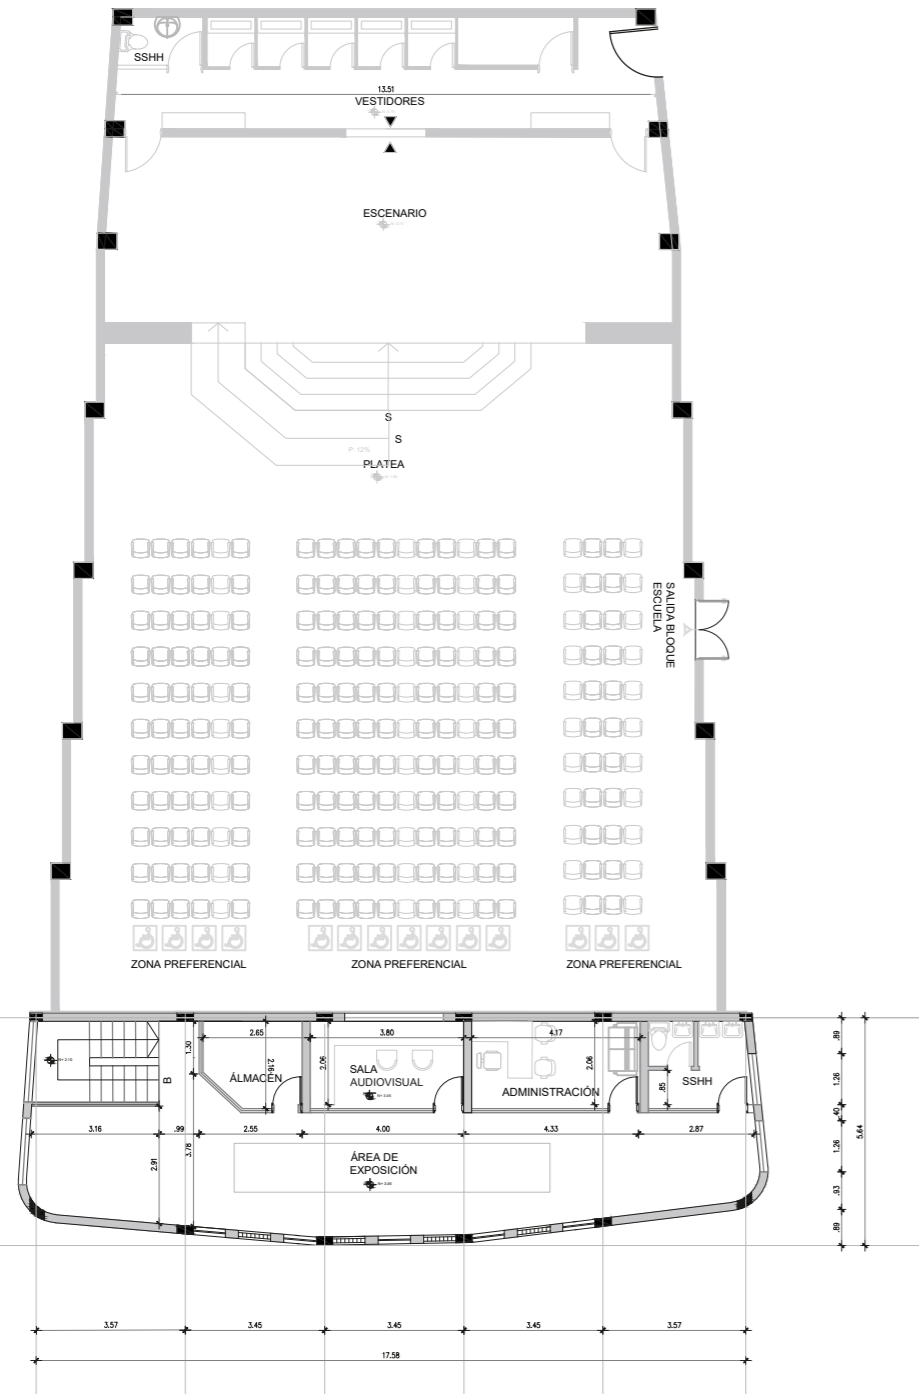 SSHH
13.51
VESTIDORES
ESCENARIO
S
S
P: 12%
PLATEA
SALIDA BLOQUE
ESCUELA
ZONA PREFERENCIAL
ZONA PREFERENCIAL
ZONA PREFERENCIAL
2.65
3.80
4.17
.89
1.30
2.16
2.06
2.06
1.26
B
ÁLMACÉN
SALA
AUDIOVISUAL
ADMINISTRACIÓN
SSHH
.85
.40
3.16
.99
2.55
4.00
4.33
2.87
5.64
2.91
3.78
1.26
ÁREA DE
EXPOSICIÓN
.93
.89
3.57
3.45
3.45
3.45
3.57
17.58